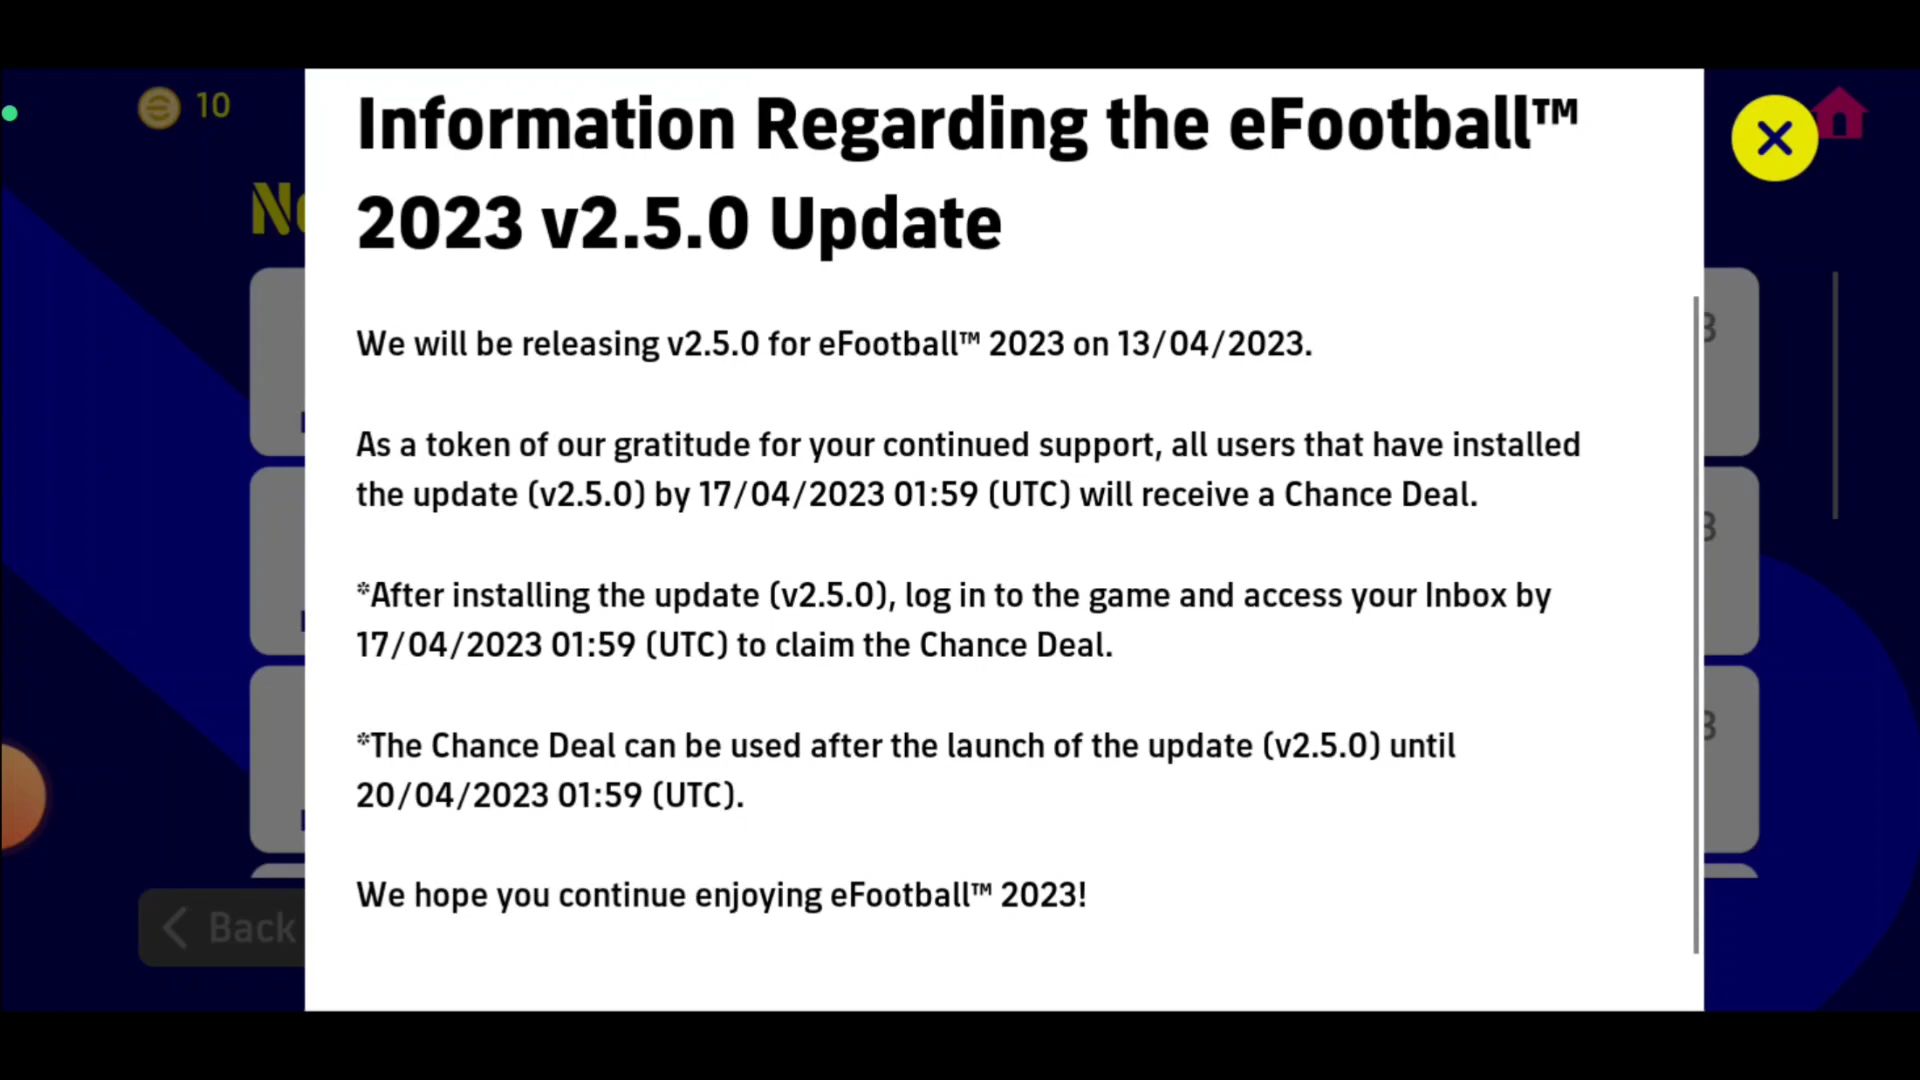 10
Information Regarding the eFootball™
2023 v2.5.0 Update
We will be releasing v2.5.0 for eFootball™ 2023 on 13/04/2023.
As a token of our gratitude for your continued support, all users that have installed
the update (v2.5.0) by 17/04/2023 01:59 (UTC) will receive a Chance Deal.
*After installing the update (v2.5.0), log in to the game and access your Inbox by
17/04/2023 01:59 (UTC) to claim the Chance Deal.
*The Chance Deal can be used after the launch of the update (v2.5.0) until
20/04/2023 01:59 (UTC).
We hope you continue enjoying eFootball™ 2023!
Back